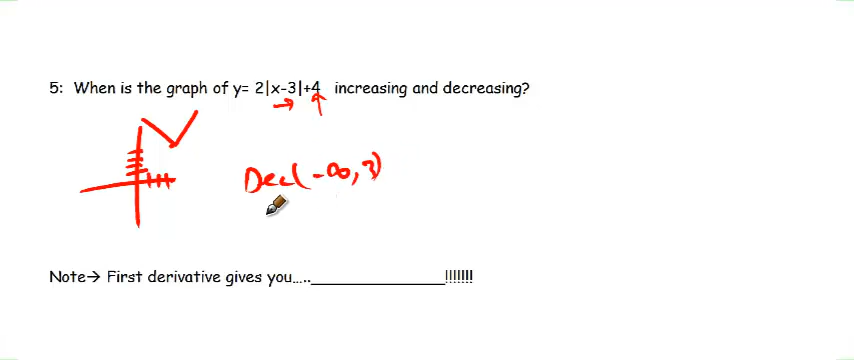 5: When is the graph of y= 2|x-3|+4 increasing and decreasing?
Dec(-∞,3)
Note→ First derivative gives you.....____________________!!!!!!!